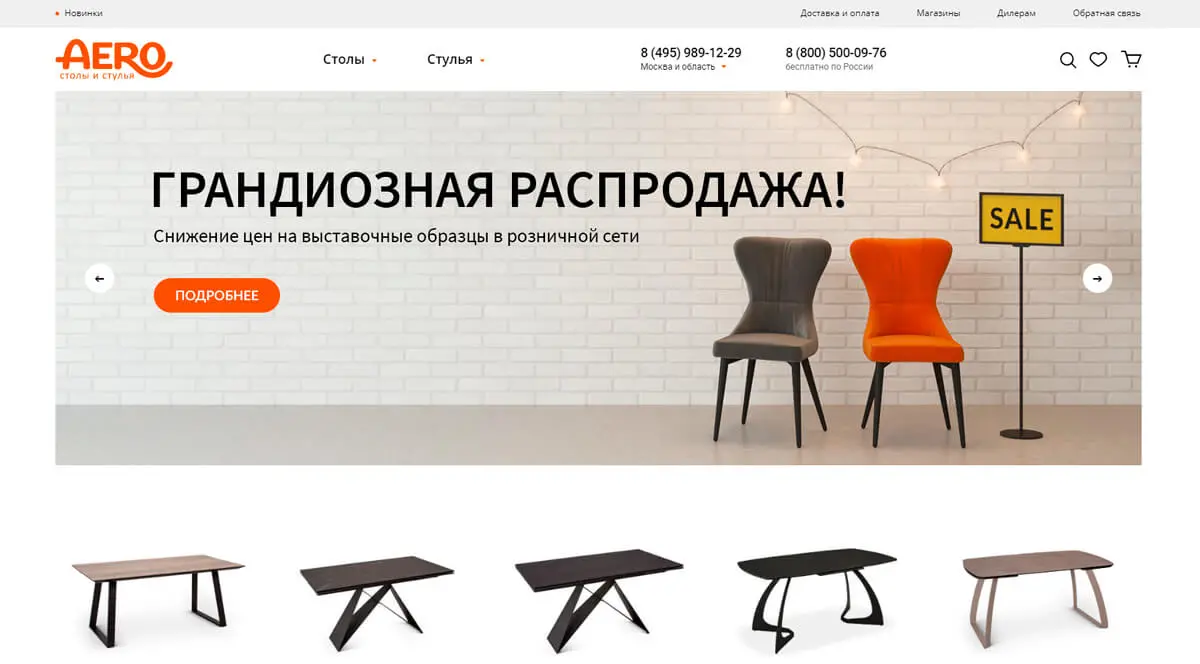 Новинки
Доставка и оплата
Магазины
Дилерам
Обратная связь
AERO
столы и стулья
Столы
Стулья
8 (495) 989-12-29
Москва и область
8 (800) 500-09-76
бесплатно по России
ГРАНДИОЗНАЯ РАСПРОДАЖА!
Снижение цен на выставочные образцы в розничной сети
SALE
ПОДРОБНЕЕ